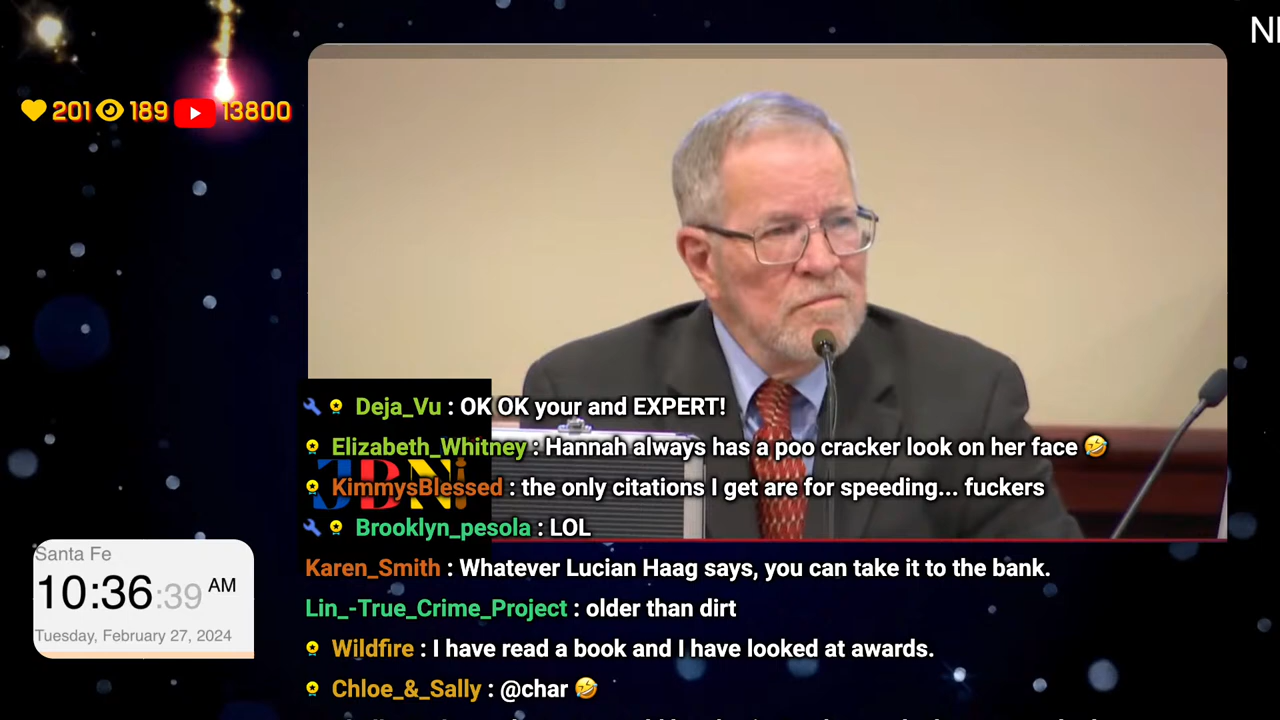 NI
201 189 13800
Deja_Vu : OK OK your and EXPERT!
Elizabeth_Whitney : Hannah always has a poo cracker look on her face 🤣
JBNi
KimmysBlessed : the only citations I get are for speeding... fuckers
Brooklyn_pesola : LOL
Santa Fe
10:36:39 AM
Tuesday, February 27, 2024
Karen_Smith : Whatever Lucian Haag says, you can take it to the bank.
Lin_-True_Crime_Project : older than dirt
Wildfire : I have read a book and I have looked at awards.
Chloe_&_Sally : @char 🤣